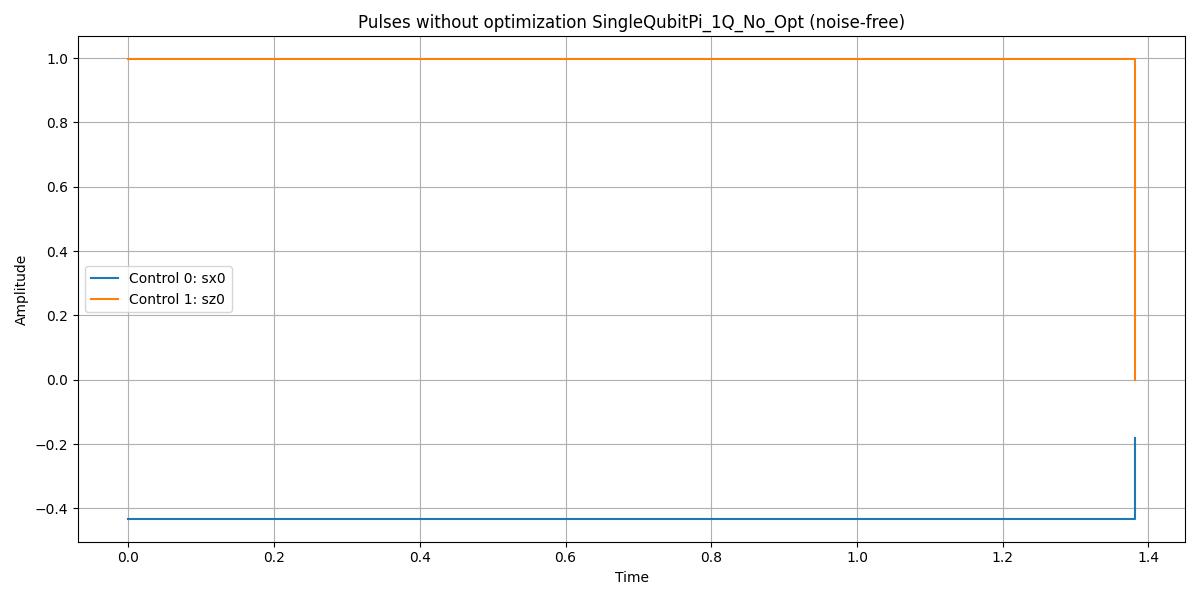 Pulses without optimization SingleQubitPi_1Q_No_Opt (noise-free)
1.0
0.8
0.6
0.4
0.2
0.0
−0.2
−0.4
Amplitude
Control 0: sx0
Control 1: sz0
0.0 0.2 0.4 0.6 0.8 1.0 1.2 1.4
Time